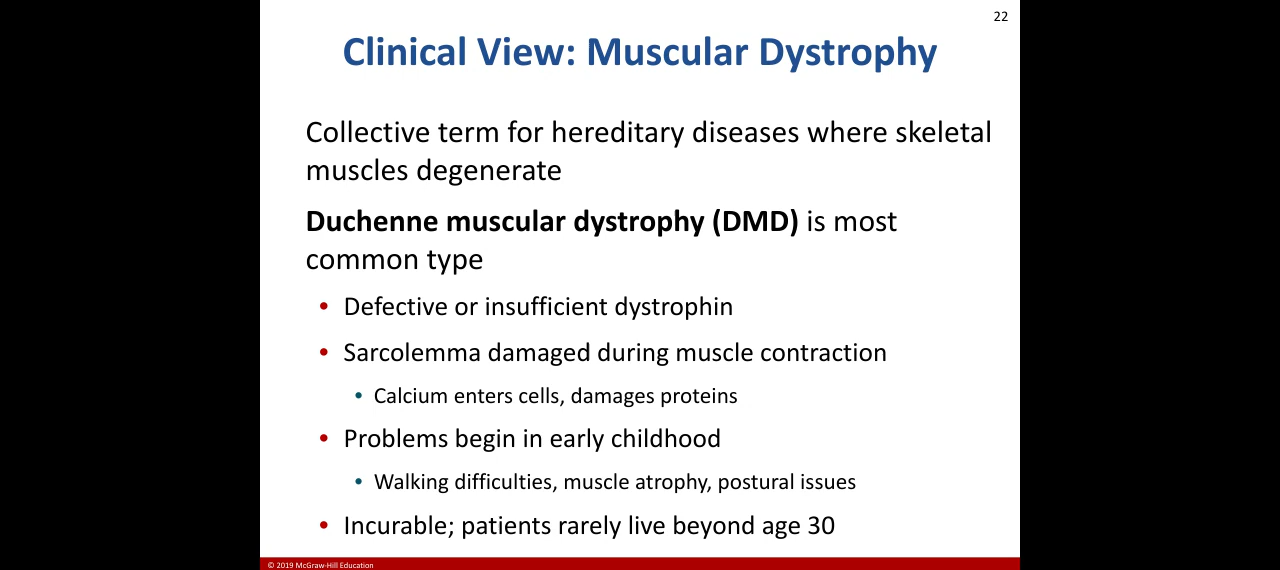 22
Clinical View: Muscular Dystrophy
Collective term for hereditary diseases where skeletal
muscles degenerate
Duchenne muscular dystrophy (DMD) is most
common type
• Defective or insufficient dystrophin
• Sarcolemma damaged during muscle contraction
• Calcium enters cells, damages proteins
• Problems begin in early childhood
• Walking difficulties, muscle atrophy, postural issues
• Incurable; patients rarely live beyond age 30
© 2019 McGraw-Hill Education